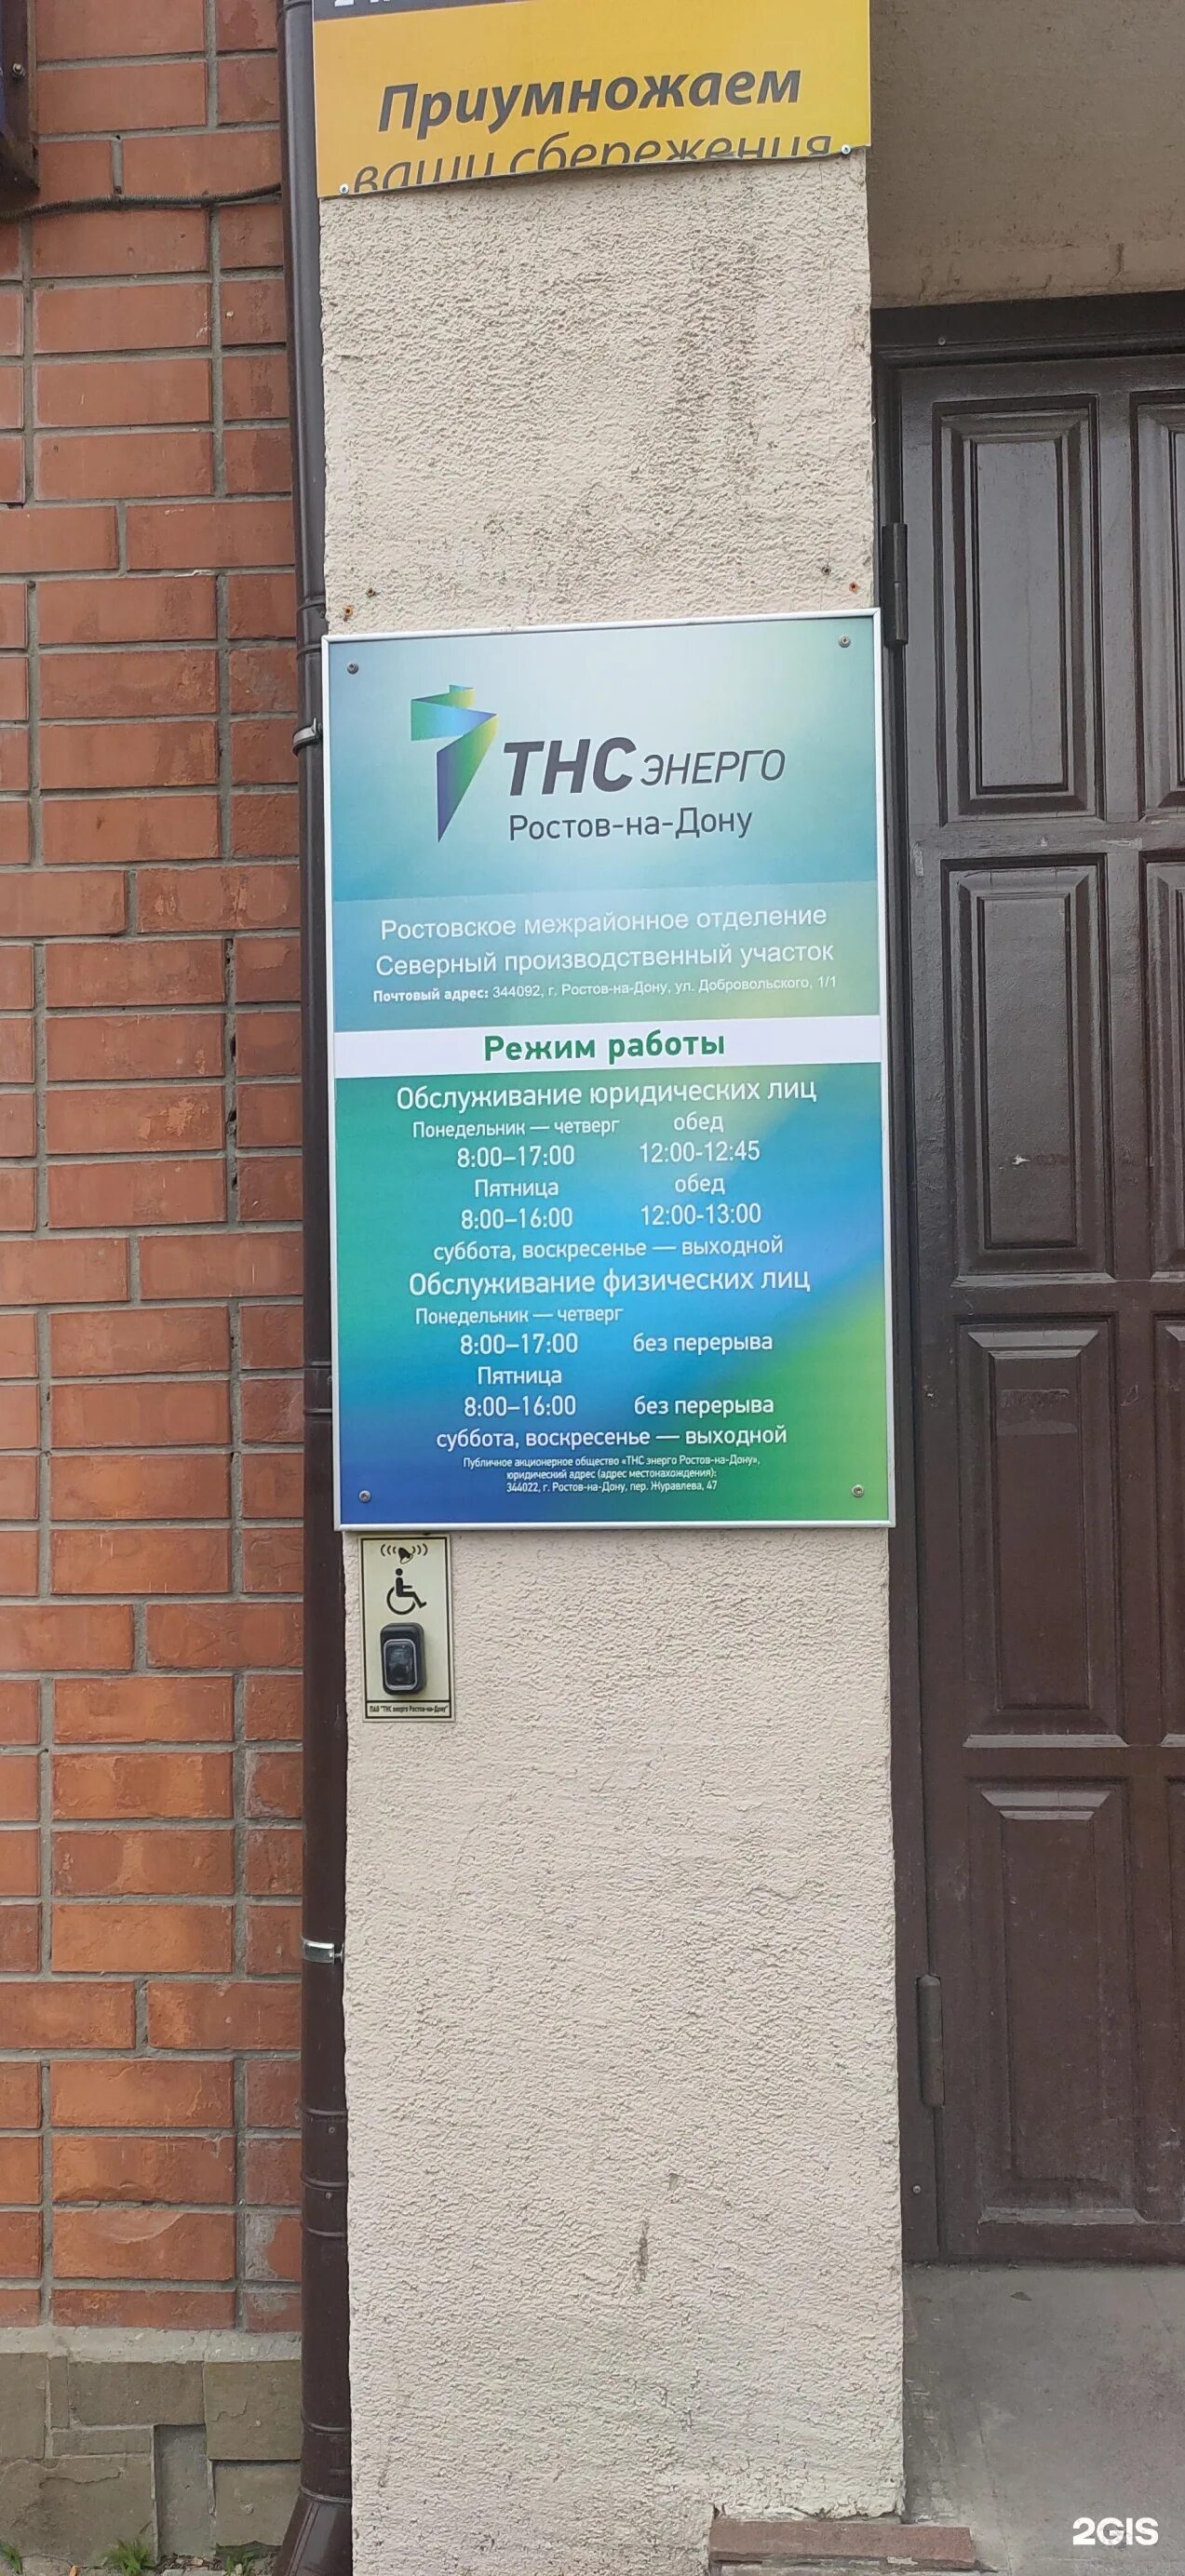 Приумножаем
ваши сбережения
ТНС ЭНЕРГО
Ростов-на-Дону
Ростовское межрайонное отделение
Северный производственный участок
Почтовый адрес: 344092, г. Ростов-на-Дону, ул. Добровольского, 1/1
Режим работы
Обслуживание юридических лиц
Понедельник — четверг обед
8:00–17:00 12:00-12:45
Пятница обед
8:00–16:00 12:00-13:00
суббота, воскресенье — выходной
Обслуживание физических лиц
Понедельник — четверг
8:00–17:00 без перерыва
Пятница
8:00–16:00 без перерыва
суббота, воскресенье — выходной
Публичное акционерное общество «ТНС энерго Ростов-на-Дону»,
юридический адрес (адрес местонахождения):
344022, г. Ростов-на-Дону, пер. Журавлева, 47
ПАО "ТНС энерго Ростов-на-Дону"
2GIS